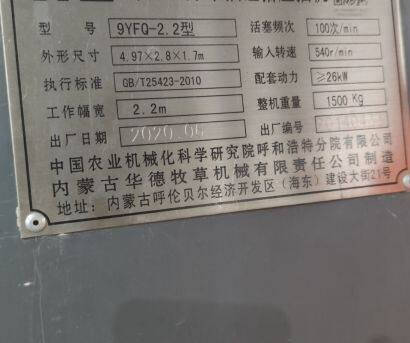 型 号 9YFQ-2.2型 活塞频次 100次/min
外形尺寸 4.97×2.8×1.7m 输入转速 540r/min
执行标准 GB/T25423-2010 配套动力 ≥26kW
工作幅宽 2.2m 整机重量 1500 KG
出厂日期 出厂编号
中国农业机械化科学研究院呼和浩特分院有限公司
内蒙古华德牧草机械有限责任公司制造
地址：内蒙古呼伦贝尔经济开发区（海东）建设大街21号